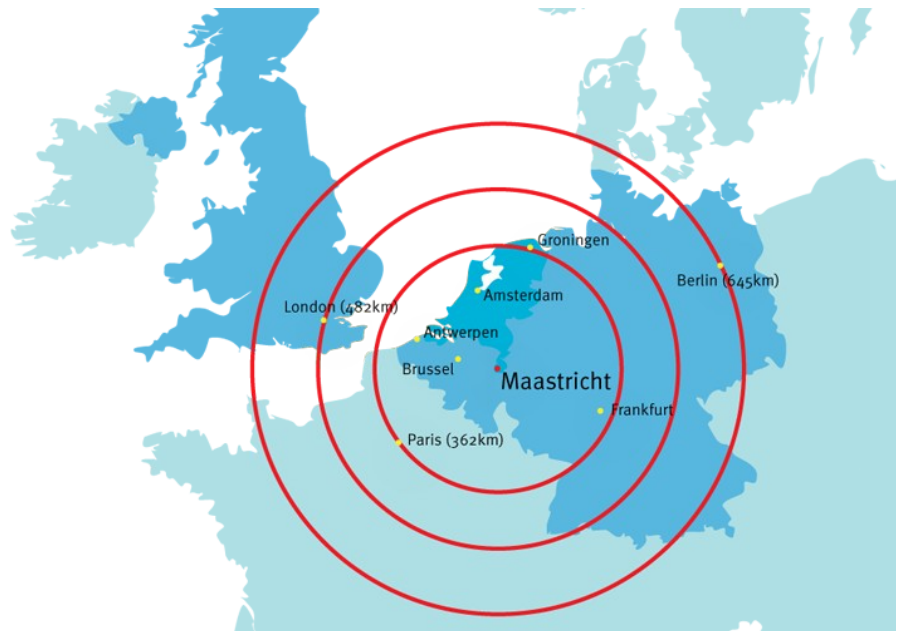 Groningen
Berlin (645km)
Amsterdam
London (482km)
Antwerpen
Brussel
Maastricht
Frankfurt
Paris (362km)